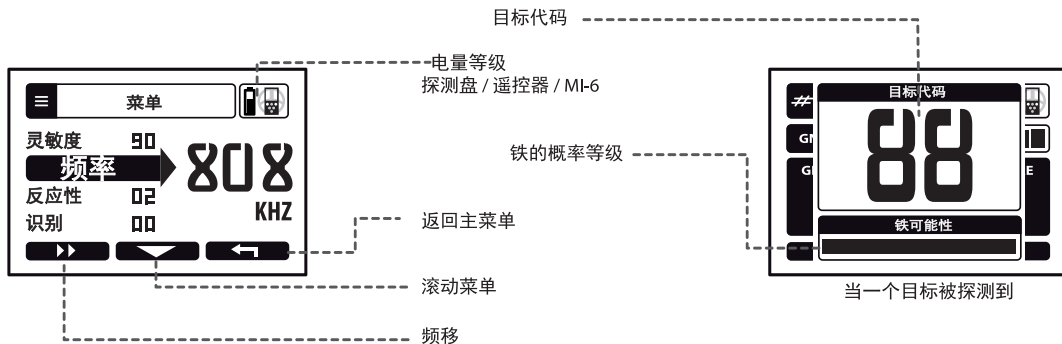 目标代码
电量等级
探测盘 / 遥控器 / MI-6
菜单
灵敏度 90
频率
808
KHZ
反应性 02
识别 00
返回主菜单
滚动菜单
频移
目标代码
88
铁的概率等级
GN
GI
E
铁可能性
当一个目标被探测到